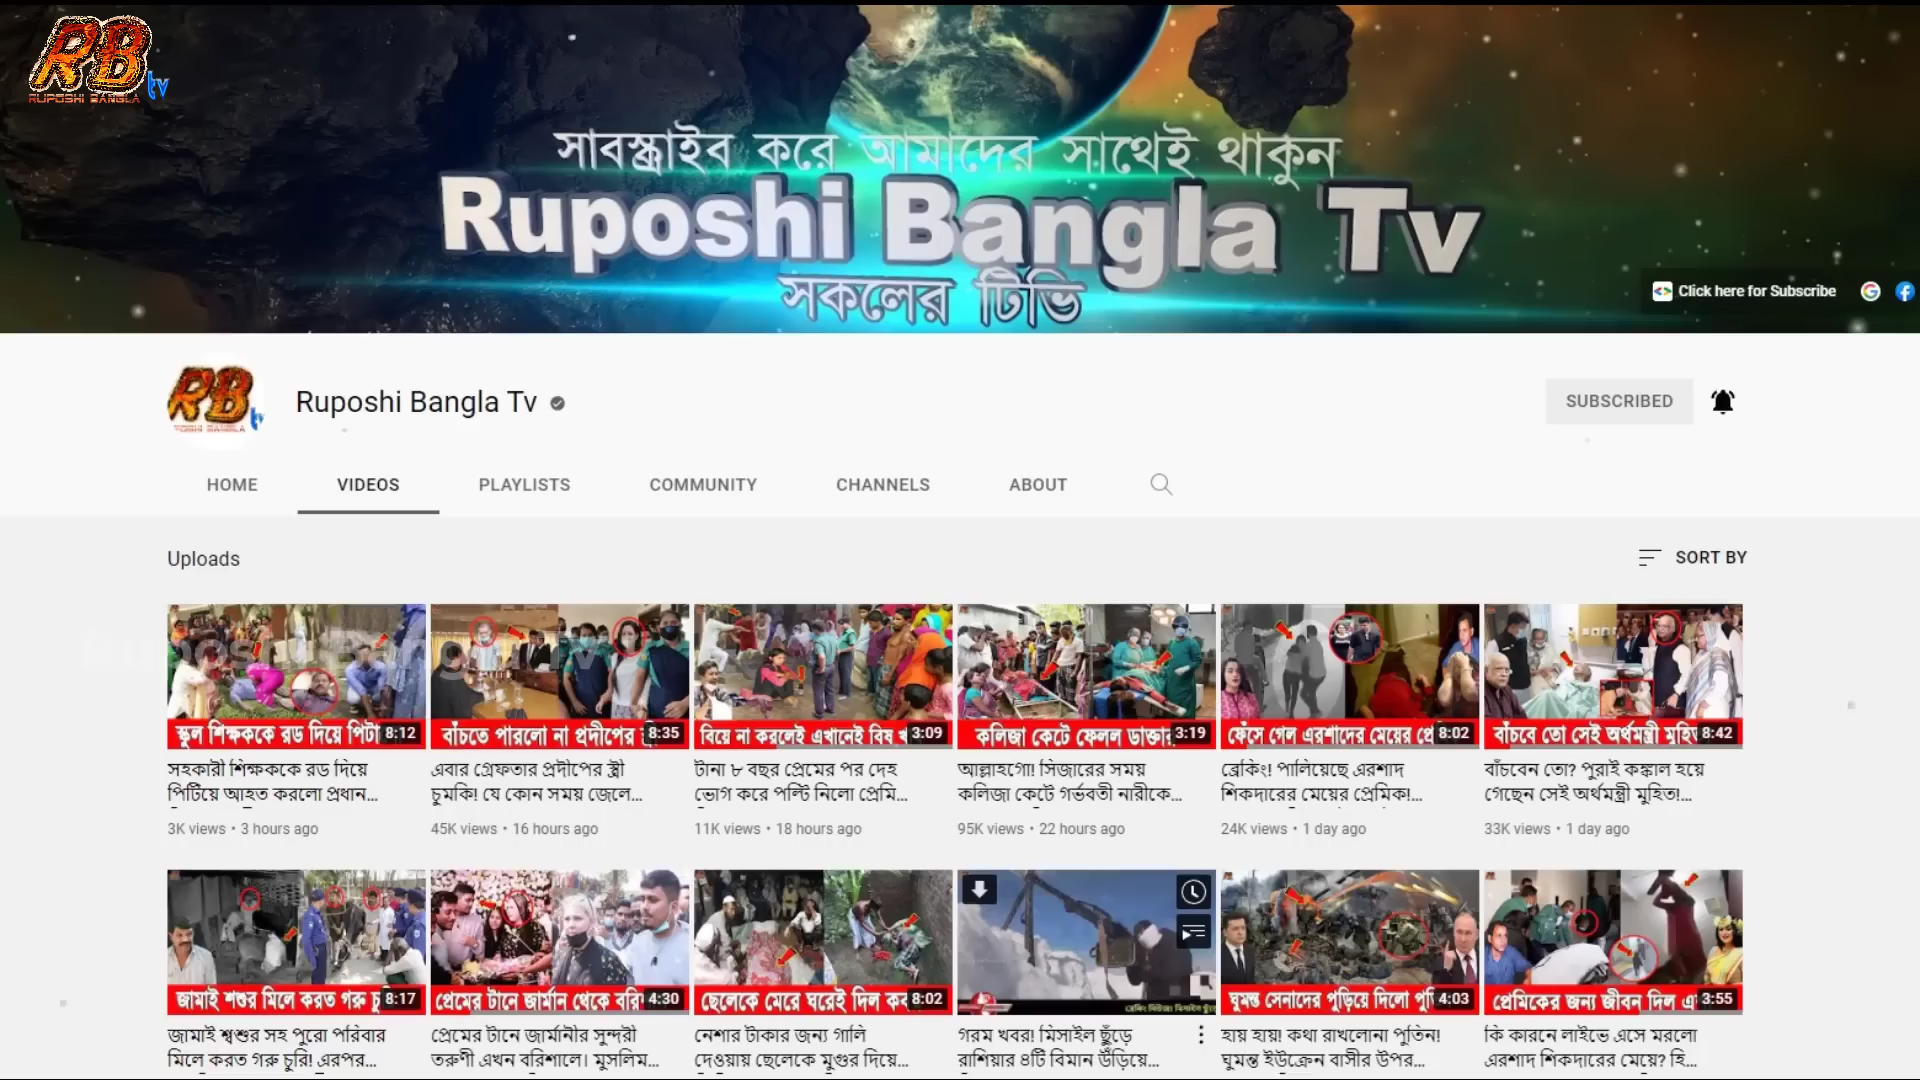 RB tv
RUPOSHI BANGLA
সাবস্ক্রাইব করে আমাদের সাথেই থাকুন
Ruposhi Bangla Tv
সকলের টিভি
Click here for Subscribe
Ruposhi Bangla Tv
SUBSCRIBED
HOME VIDEOS PLAYLISTS COMMUNITY CHANNELS ABOUT
Uploads
SORT BY
Ruposhi Bangla Tv
স্কুল শিক্ষককে রড দিয়ে পিটা 8:12
বাঁচতে পারলো না প্রদীপের 8:35
বিয়ে না করলেই এখানেই বিষ 3:09
কলিজা কেটে ফেলল ডাক্তার 3:19
ফেঁসে গেল এরশাদের মেয়ের 8:02
বাঁচবে তো সেই অর্থমন্ত্রী মুহিত 8:42
সহকারী শিক্ষককে রড দিয়ে
পিটিয়ে আহত করলো প্রধান...
3K views • 3 hours ago
এবার গ্রেফতার প্রদীপের স্ত্রী
চুমকি! যে কোন সময় জেলে...
45K views • 16 hours ago
টানা ৮ বছর প্রেমের পর দেহ
ভোগ করে পল্টি নিলো প্রেমি...
11K views • 18 hours ago
আল্লাহগো! সিজারের সময়
কলিজা কেটে গর্ভবতী নারীকে...
95K views • 22 hours ago
ব্রেকিং! পালিয়েছে এরশাদ
শিকদারের মেয়ের প্রেমিক!...
24K views • 1 day ago
বাঁচবেন তো? পুরাই কঙ্কাল হয়ে
গেছেন সেই অর্থমন্ত্রী মুহিত!...
33K views • 1 day ago
জামাই শশুর মিলে করত গরু 8:17
প্রেমের টানে জার্মান থেকে বরি 4:30
ছেলেকে মেরে ঘরেই দিল কব 8:02
ঘুমন্ত সেনাদের পুড়িয়ে দিলো 4:03
প্রেমিকের জন্য জীবন দিল 3:55
জামাই শ্বশুর সহ পুরো পরিবার
মিলে করত গরু চুরি! এরপর...
প্রেমের টানে জার্মানীর সুন্দরী
তরুণী এখন বরিশালে। মুসলিম...
নেশার টাকার জন্য গালি
দেওয়ায় ছেলেকে মুগুর দিয়ে...
গরম খবর! মিসাইল ছুঁড়ে
রাশিয়ার ৪টি বিমান উঁড়িয়ে...
হায় হায়! কথা রাখলোনা পুতিন!
ঘুমন্ত ইউক্রেন বাসীর উপর...
কি কারনে লাইভে এসে মরলো
এরশাদ শিকদারের মেয়ে? হি...